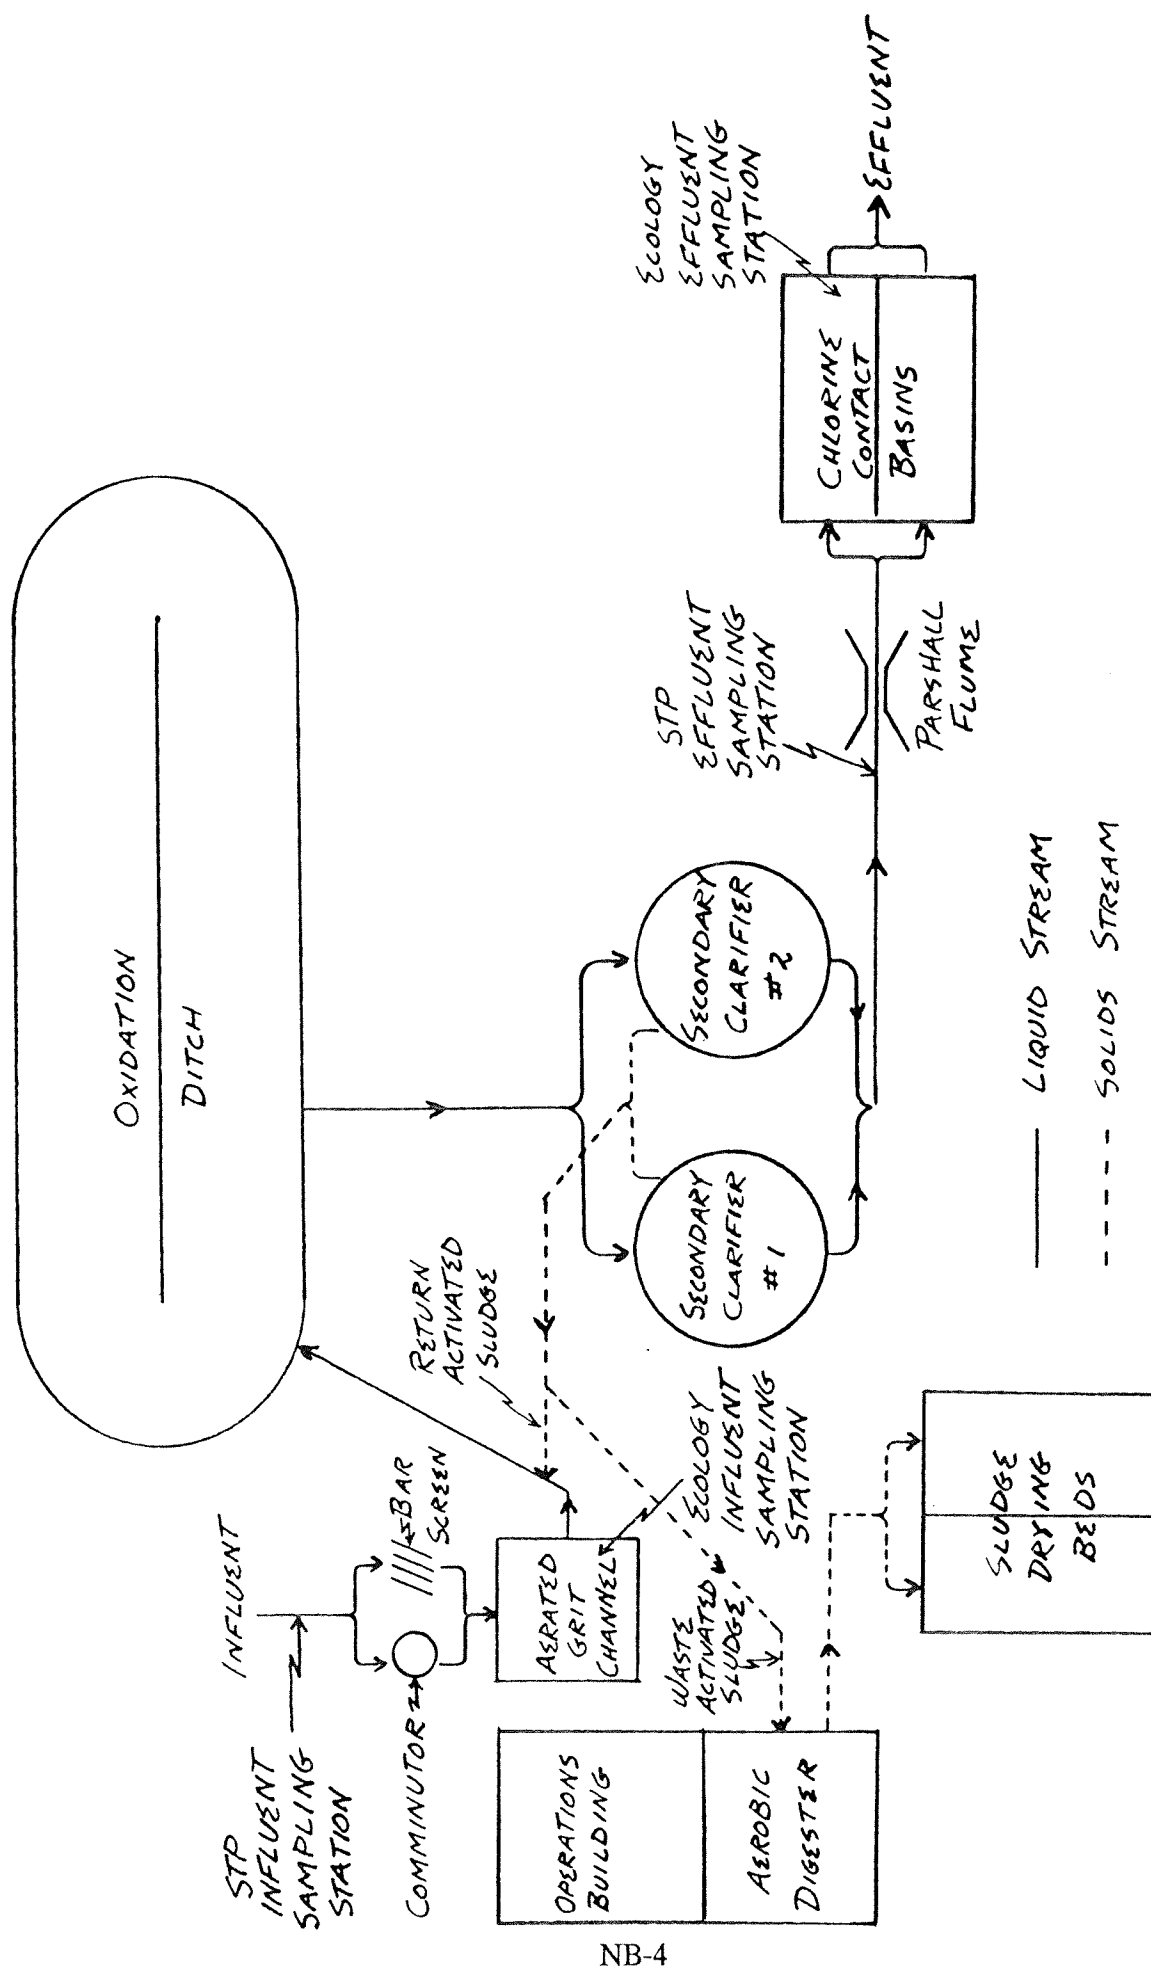 OXIDATION
DITCH
INFLUENT
STP
INFLUENT
SAMPLING
STATION
BAR
SCREEN
COMMINUTOR
RETURN
ACTIVATED
SLUDGE
AERATED
GRIT
CHANNEL
ECOLOGY
INFLUENT
SAMPLING
STATION
WASTE
ACTIVATED
SLUDGE
OPERATIONS
BUILDING
AEROBIC
DIGESTER
SLUDGE
DRYING
BEDS
SECONDARY
CLARIFIER
#1
SECONDARY
CLARIFIER
#2
STP
EFFLUENT
SAMPLING
STATION
PARSHALL
FLUME
CHLORINE
CONTACT
BASINS
ECOLOGY
EFFLUENT
SAMPLING
STATION
EFFLUENT
LIQUID STREAM
SOLIDS STREAM
NB-4